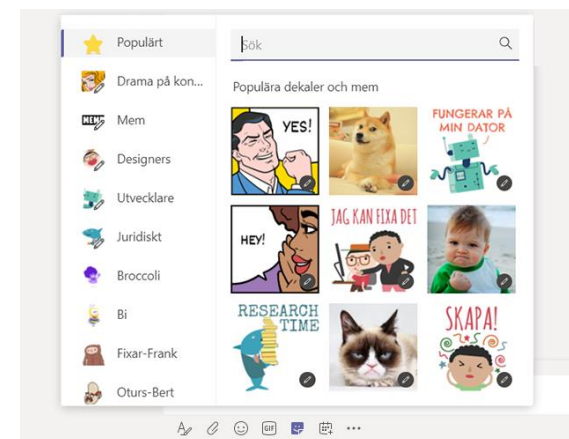 Populärt
Drama på kon...
Mem
Designers
Utvecklare
Juridiskt
Broccoli
Bi
Fixar-Frank
Oturs-Bert
Sök
Populära dekaler och mem
YES!
FUNGERAR PÅ
MIN DATOR
HEY!
JAG KAN FIXA DET
RESEARCH
TIME
SKAPA!
GIF